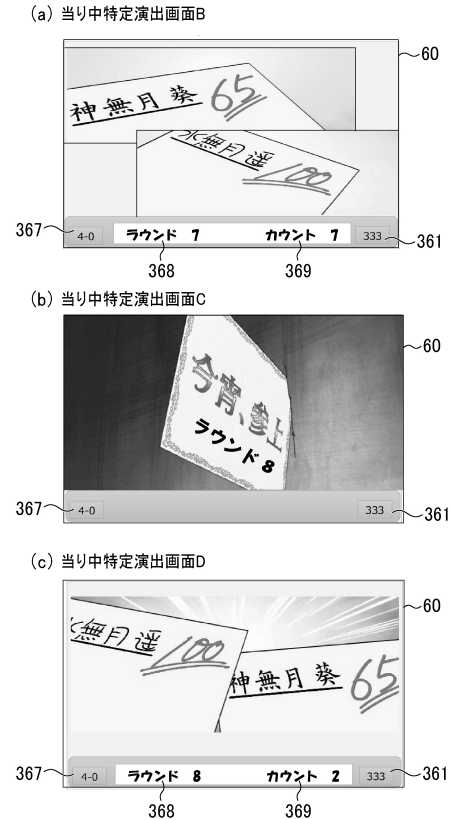 (a) 当り中特定演出画面B
60
神無月 葵 65
水無月遥 100
367
4-0
ラウンド 7
カウント 7
333
361
368
369
(b) 当り中特定演出画面C
60
今宵、参上
ラウンド 8
367
4-0
333
361
(c) 当り中特定演出画面D
60
水無月遥 100
神無月 葵 65
367
4-0
ラウンド 8
カウント 2
333
361
368
369